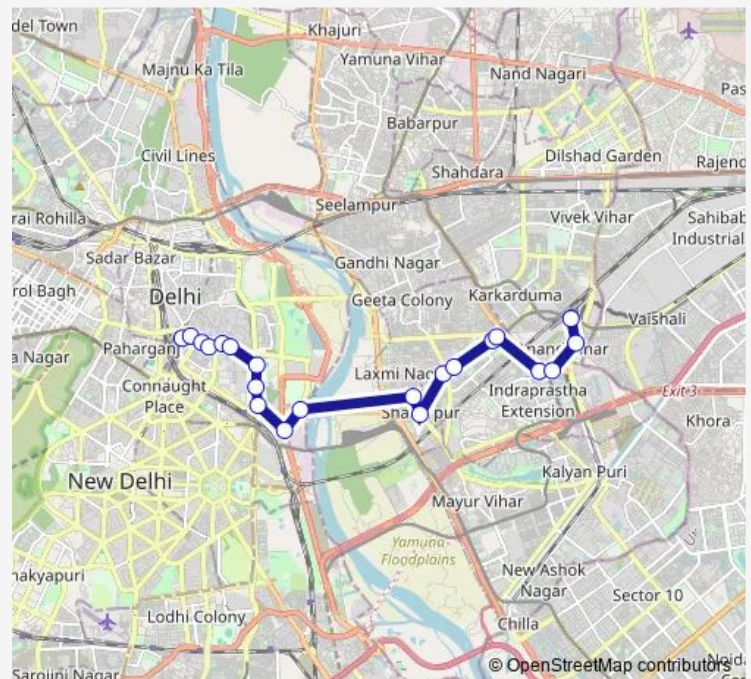 del Town
Khajuri
Majnu Ka Tila
Yamuna Vihar
Nand Nagari
Pas
Babarpur
Civil Lines
Dilshad Garden
Rajend
Shahdara
Seelampur
rai Rohilla
Vivek Vihar
Sahibab
Industrial
Sadar Bazar
Gandhi Nagar
rol Bagh
Delhi
Geeta Colony
Karkarduma
Vaishali
Paharganj
a Nagar
Connaught
Place
Laxmi Nag
Indraprastha
Extension
Exit 3
Khora
New Delhi
Kalyan Puri
Mayur Vihar
Yamuna
Floodplains
nakyapuri
New Ashok
Nagar
Sector 10
Lodhi Colony
Chilla
Sarojini Nagar
© OpenStreetMap contributors